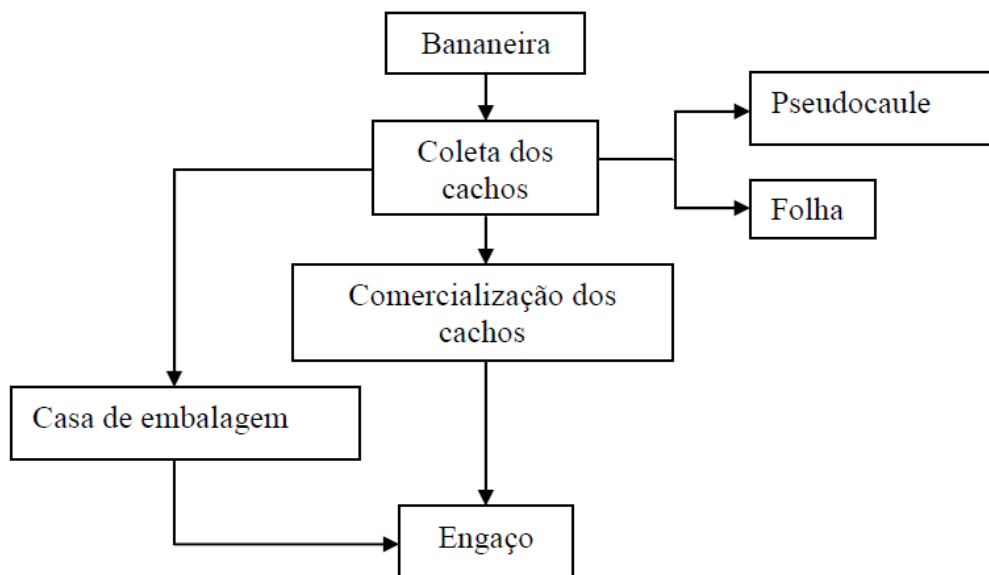 Bananeira
Pseudocaule
Coleta dos
cachos
Folha
Comercialização dos
cachos
Casa de embalagem
Engaço